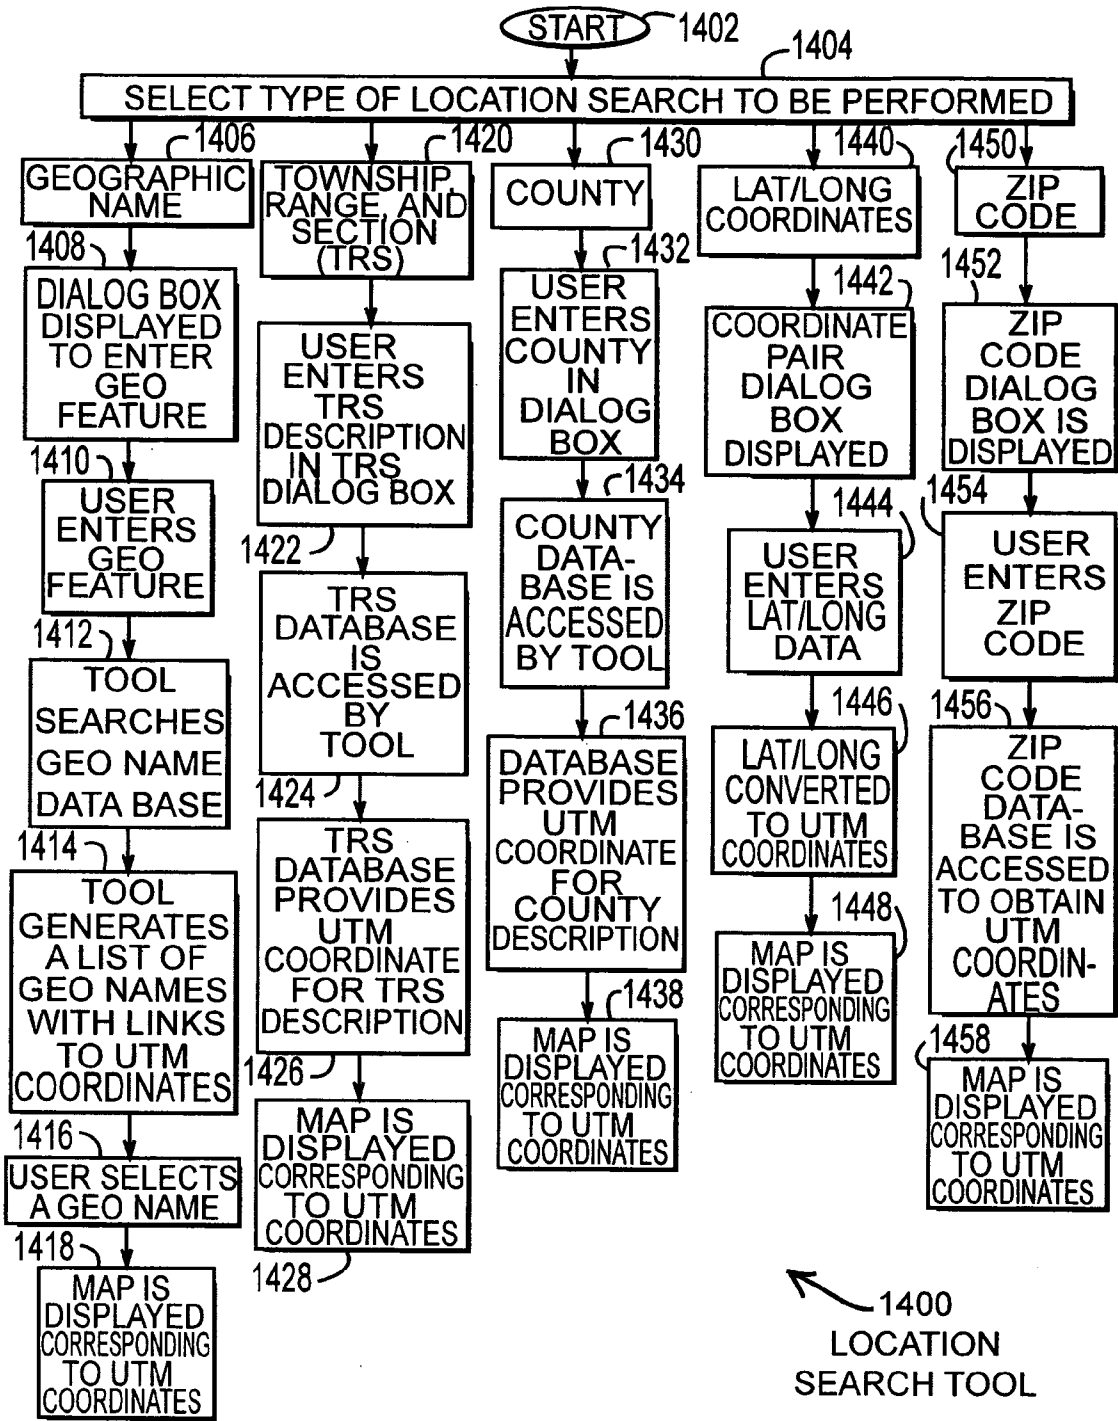 START
1402
1404
SELECT TYPE OF LOCATION SEARCH TO BE PERFORMED
1406
GEOGRAPHIC
NAME
1408
DIALOG BOX
DISPLAYED
TO ENTER
GEO
FEATURE
1410
USER
ENTERS
GEO
FEATURE
1412
TOOL
SEARCHES
GEO NAME
DATA BASE
1414
TOOL
GENERATES
A LIST OF
GEO NAMES
WITH LINKS
TO UTM
COORDINATES
1416
USER SELECTS
A GEO NAME
1418
MAP IS
DISPLAYED
CORRESPONDING
TO UTM
COORDINATES
1420
TOWNSHIP,
RANGE, AND
SECTION
(TRS)
USER
ENTERS
TRS
DESCRIPTION
IN TRS
DIALOG BOX
1422
TRS
DATABASE
IS
ACCESSED
BY
TOOL
1424
TRS
DATABASE
PROVIDES
UTM
COORDINATE
FOR TRS
DESCRIPTION
1426
MAP IS
DISPLAYED
CORRESPONDING
TO UTM
COORDINATES
1428
1430
COUNTY
1432
USER
ENTERS
COUNTY
IN
DIALOG
BOX
1434
COUNTY
DATA-
BASE IS
ACCESSED
BY TOOL
1436
DATABASE
PROVIDES
UTM
COORDINATE
FOR
COUNTY
DESCRIPTION
1438
MAP IS
DISPLAYED
CORRESPONDING
TO UTM
COORDINATES
1440
LAT/LONG
COORDINATES
1442
COORDINATE
PAIR
DIALOG
BOX
DISPLAYED
1444
USER
ENTERS
LAT/LONG
DATA
1446
LAT/LONG
CONVERTED
TO UTM
COORDINATES
1448
MAP IS
DISPLAYED
CORRESPONDING
TO UTM
COORDINATES
1450
ZIP
CODE
1452
ZIP
CODE
DIALOG
BOX IS
DISPLAYED
1454
USER
ENTERS
ZIP
CODE
1456
ZIP
CODE
DATA-
BASE IS
ACCESSED
TO OBTAIN
UTM
COORDIN-
ATES
1458
MAP IS
DISPLAYED
CORRESPONDING
TO UTM
COORDINATES
1400
LOCATION
SEARCH TOOL